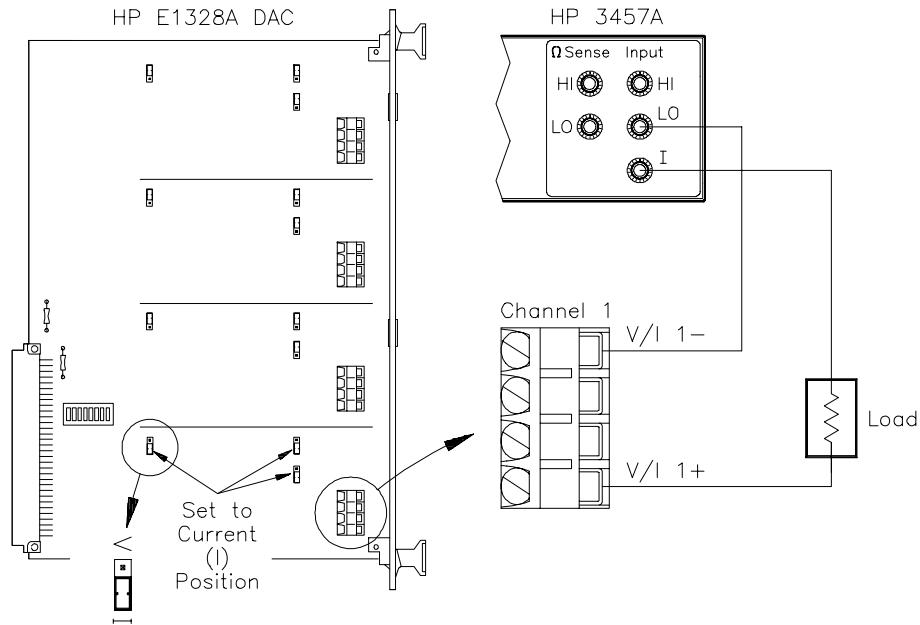 HP E1328A DAC
HP 3457A
ΩSense Input
HI HI
LO LO
I
Channel 1
V/I 1-
V/I 1+
Load
Set to
Current
(I)
Position
V
I